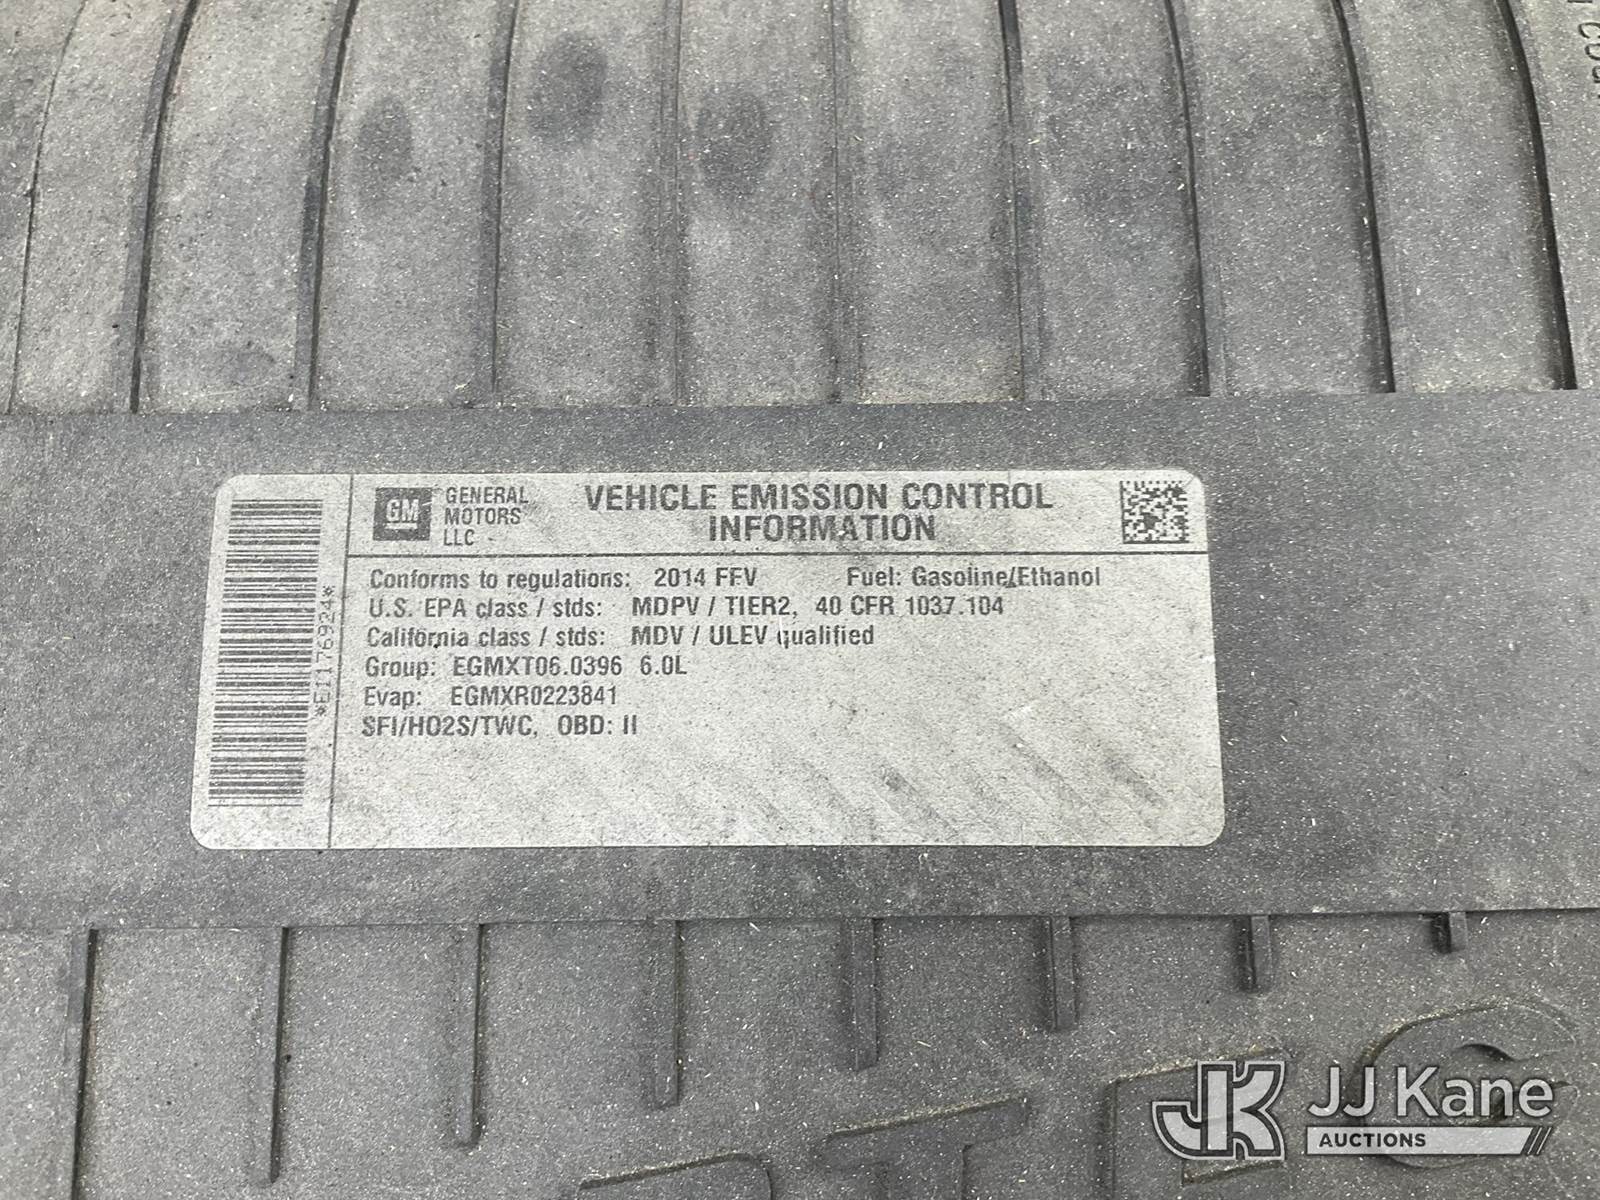 GM
GENERAL
MOTORS
LLC
VEHICLE EMISSION CONTROL
INFORMATION
Conforms to regulations: 2014 FFV Fuel: Gasoline/Ethanol
U.S. EPA class / stds: MDPV / TIER2, 40 CFR 1037.104
California class / stds: MDV / ULEV qualified
Group: EGMXT06.0396 6.0L
Evap: EGMXR0223841
SFI/HO2S/TWC, OBD: II
*E1176924*
JK JJ Kane
AUCTIONS